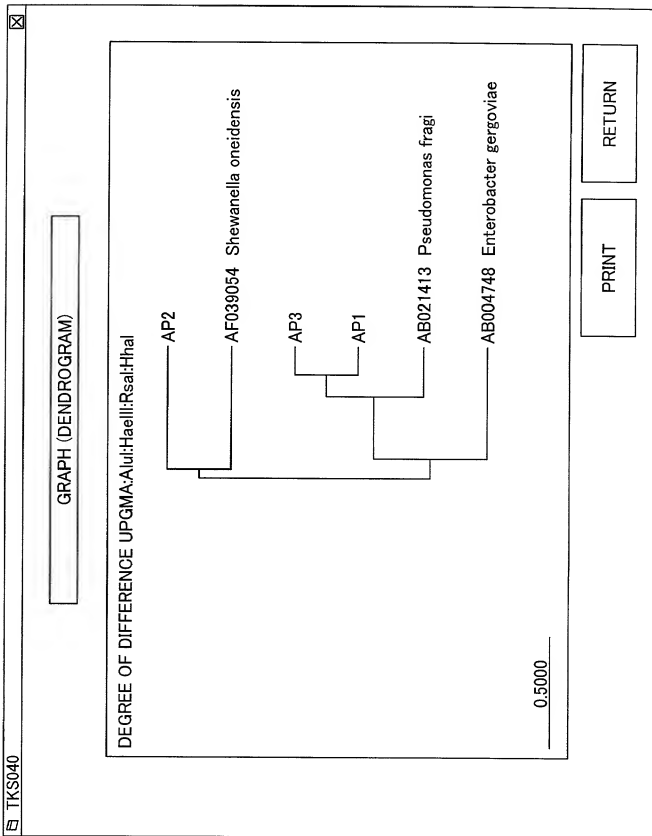 TKS040
GRAPH (DENDROGRAM)
DEGREE OF DIFFERENCE UPGMA:AluI:HaeIII:RsaI:HhaI
AP2
AF039054 Shewanella oneidensis
AP3
AP1
AB021413 Pseudomonas fragi
AB004748 Enterobacter gergoviae
0.5000
PRINT
RETURN